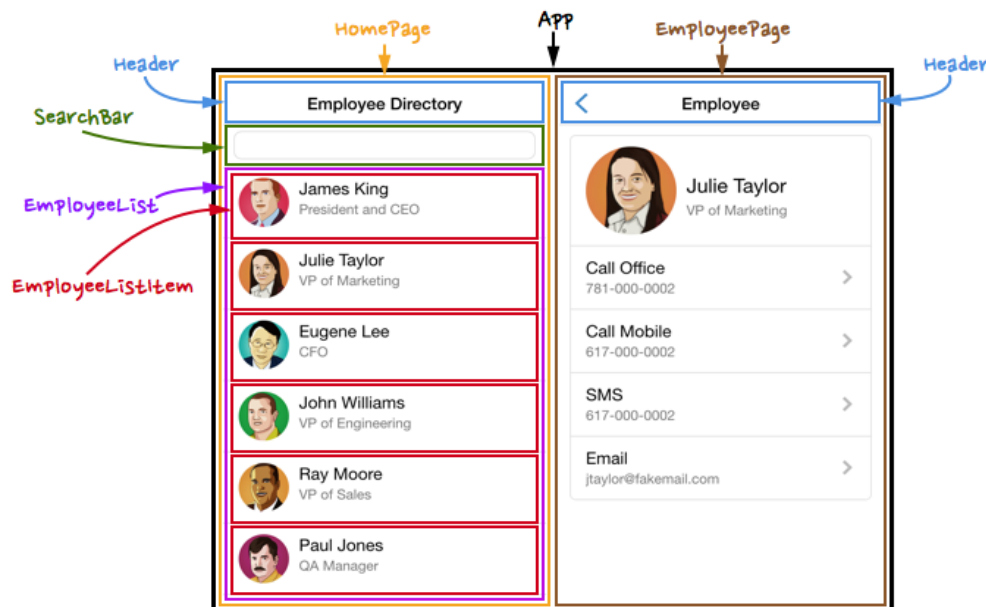 App
HomePage
EmployeePage
Header
Header
SearchBar
EmployeeList
EmployeeListItem
Employee Directory
James King
President and CEO
Julie Taylor
VP of Marketing
Eugene Lee
CFO
John Williams
VP of Engineering
Ray Moore
VP of Sales
Paul Jones
QA Manager
Employee
Julie Taylor
VP of Marketing
Call Office
781-000-0002
Call Mobile
617-000-0002
SMS
617-000-0002
Email
jtaylor@fakemail.com